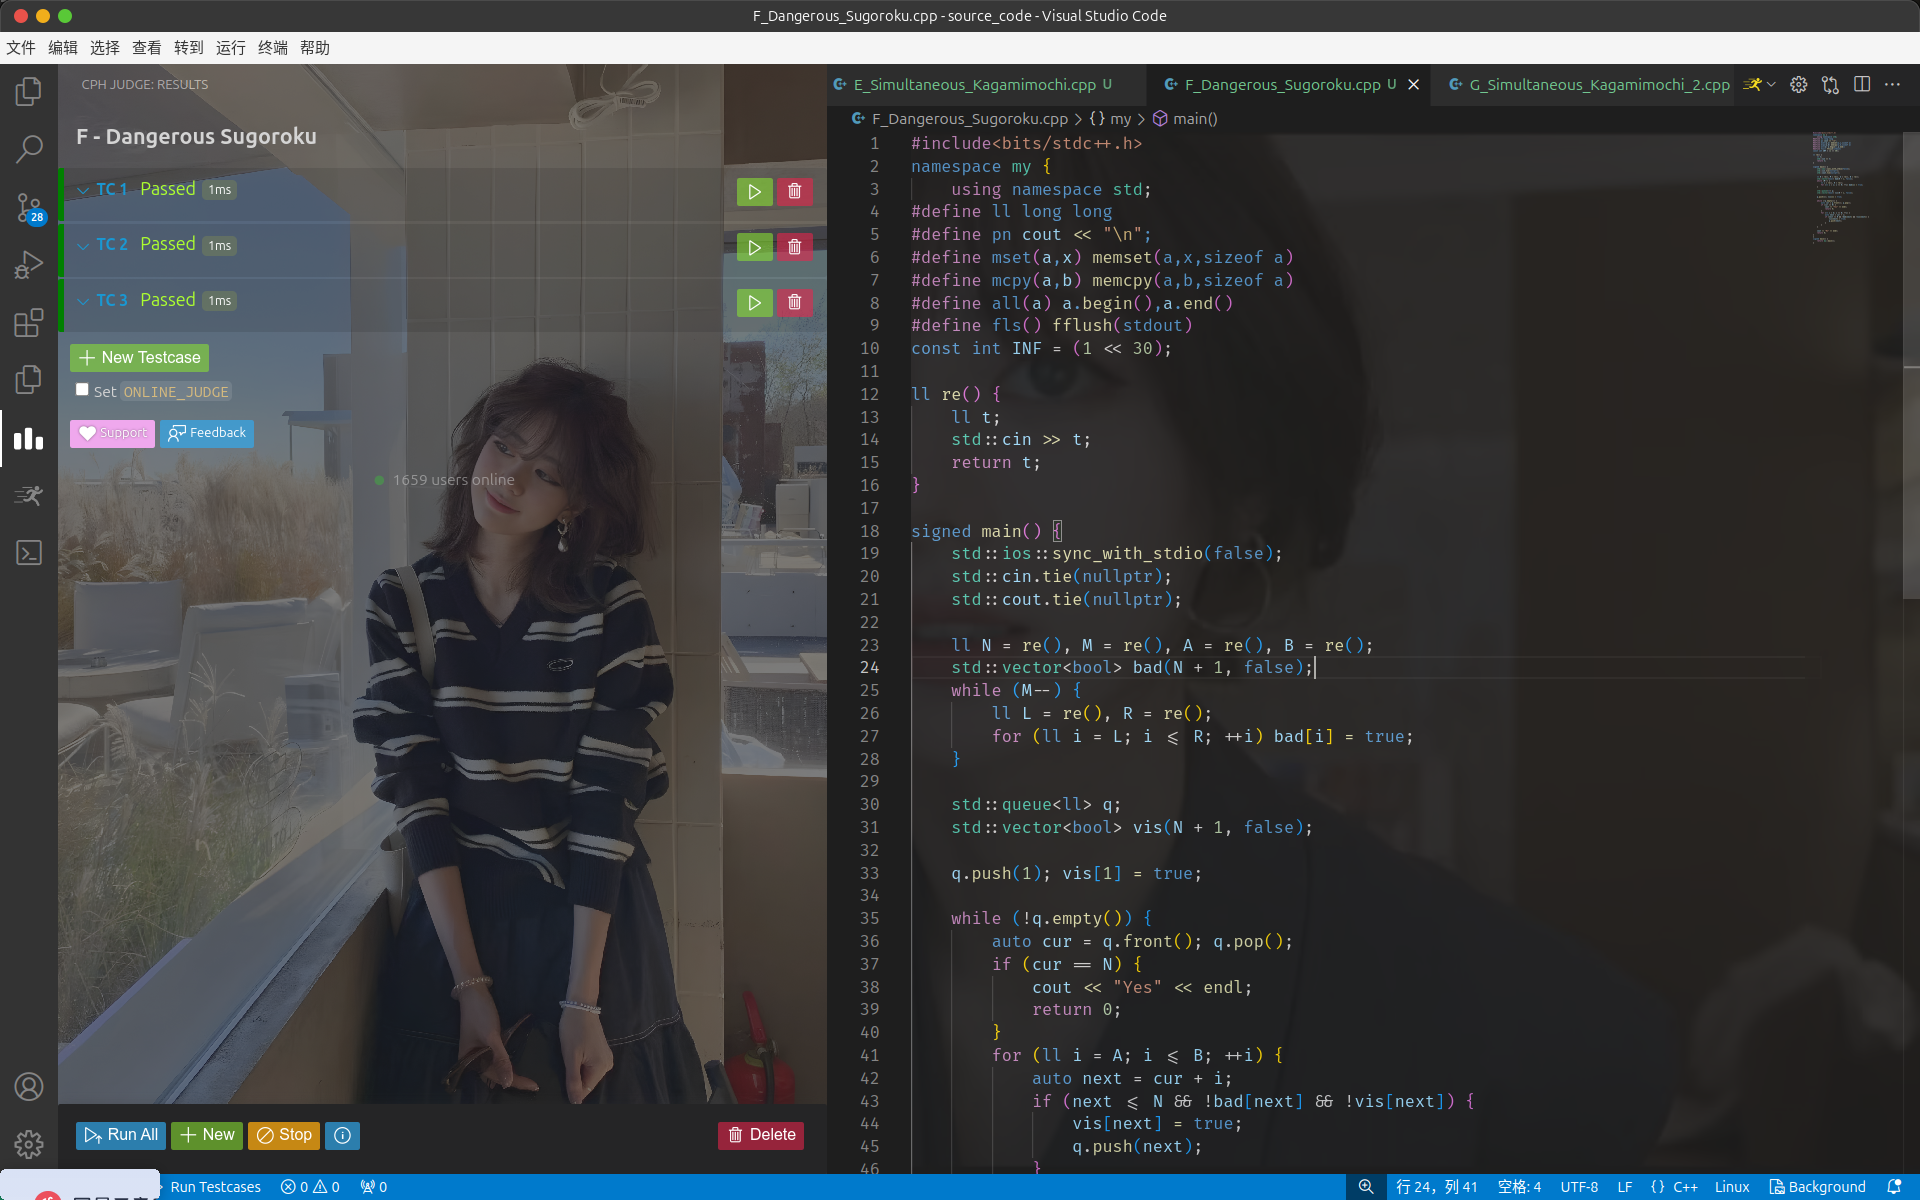 F_Dangerous_Sugoroku.cpp - source_code - Visual Studio Code
文件 编辑 选择 查看 转到 运行 终端 帮助
CPH JUDGE: RESULTS
F - Dangerous Sugoroku
TC 1 Passed 1ms
TC 2 Passed 1ms
TC 3 Passed 1ms
+ New Testcase
Set ONLINE_JUDGE
Support Feedback
1659 users online
28
Run All + New Stop Delete
E_Simultaneous_Kagamimochi.cpp U F_Dangerous_Sugoroku.cpp U G_Simultaneous_Kagamimochi_2.cpp
F_Dangerous_Sugoroku.cpp > {} my > main()
1 #include<bits/stdc++.h>
2 namespace my {
3 using namespace std;
4 #define ll long long
5 #define pn cout << "\n";
6 #define mset(a,x) memset(a,x,sizeof a)
7 #define mcpy(a,b) memcpy(a,b,sizeof a)
8 #define all(a) a.begin(),a.end()
9 #define fls() fflush(stdout)
10 const int INF = (1 << 30);
11
12 ll re() {
13 ll t;
14 std::cin >> t;
15 return t;
16 }
17
18 signed main() {
19 std::ios::sync_with_stdio(false);
20 std::cin.tie(nullptr);
21 std::cout.tie(nullptr);
22
23 ll N = re(), M = re(), A = re(), B = re();
24 std::vector<bool> bad(N + 1, false);
25 while (M--) {
26 ll L = re(), R = re();
27 for (ll i = L; i <= R; ++i) bad[i] = true;
28 }
29
30 std::queue<ll> q;
31 std::vector<bool> vis(N + 1, false);
32
33 q.push(1); vis[1] = true;
34
35 while (!q.empty()) {
36 auto cur = q.front(); q.pop();
37 if (cur == N) {
38 cout << "Yes" << endl;
39 return 0;
40 }
41 for (ll i = A; i <= B; ++i) {
42 auto next = cur + i;
43 if (next <= N && !bad[next] && !vis[next]) {
44 vis[next] = true;
45 q.push(next);
46 }
Run Testcases 0 0 0 行 24，列 41 空格: 4 UTF-8 LF {} C++ Linux Background